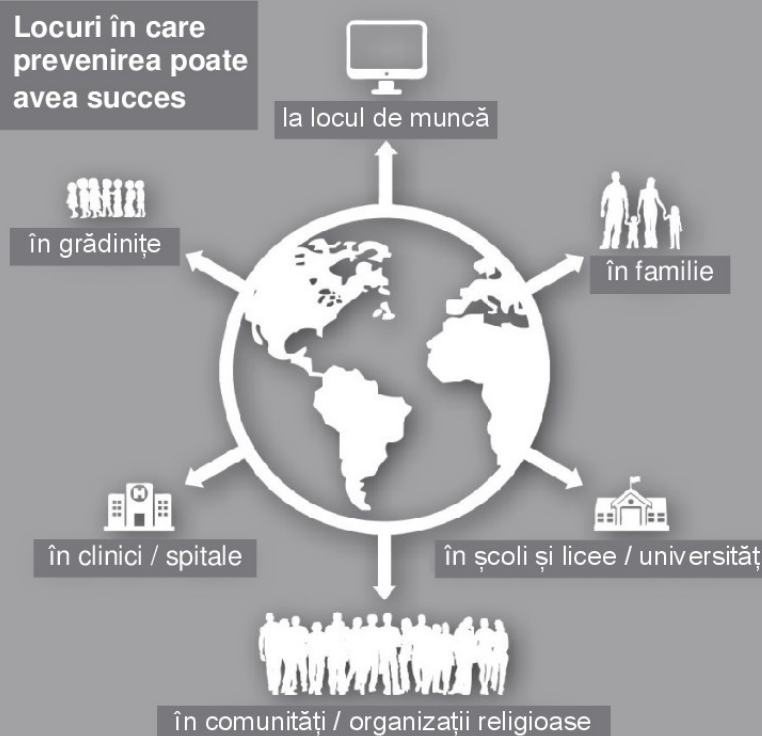 Locuri în care
prevenirea poate
avea succes
la locul de muncă
în grădinițe
în familie
H
în clinici / spitale
în școli și licee / universităț
în comunități / organizații religioase